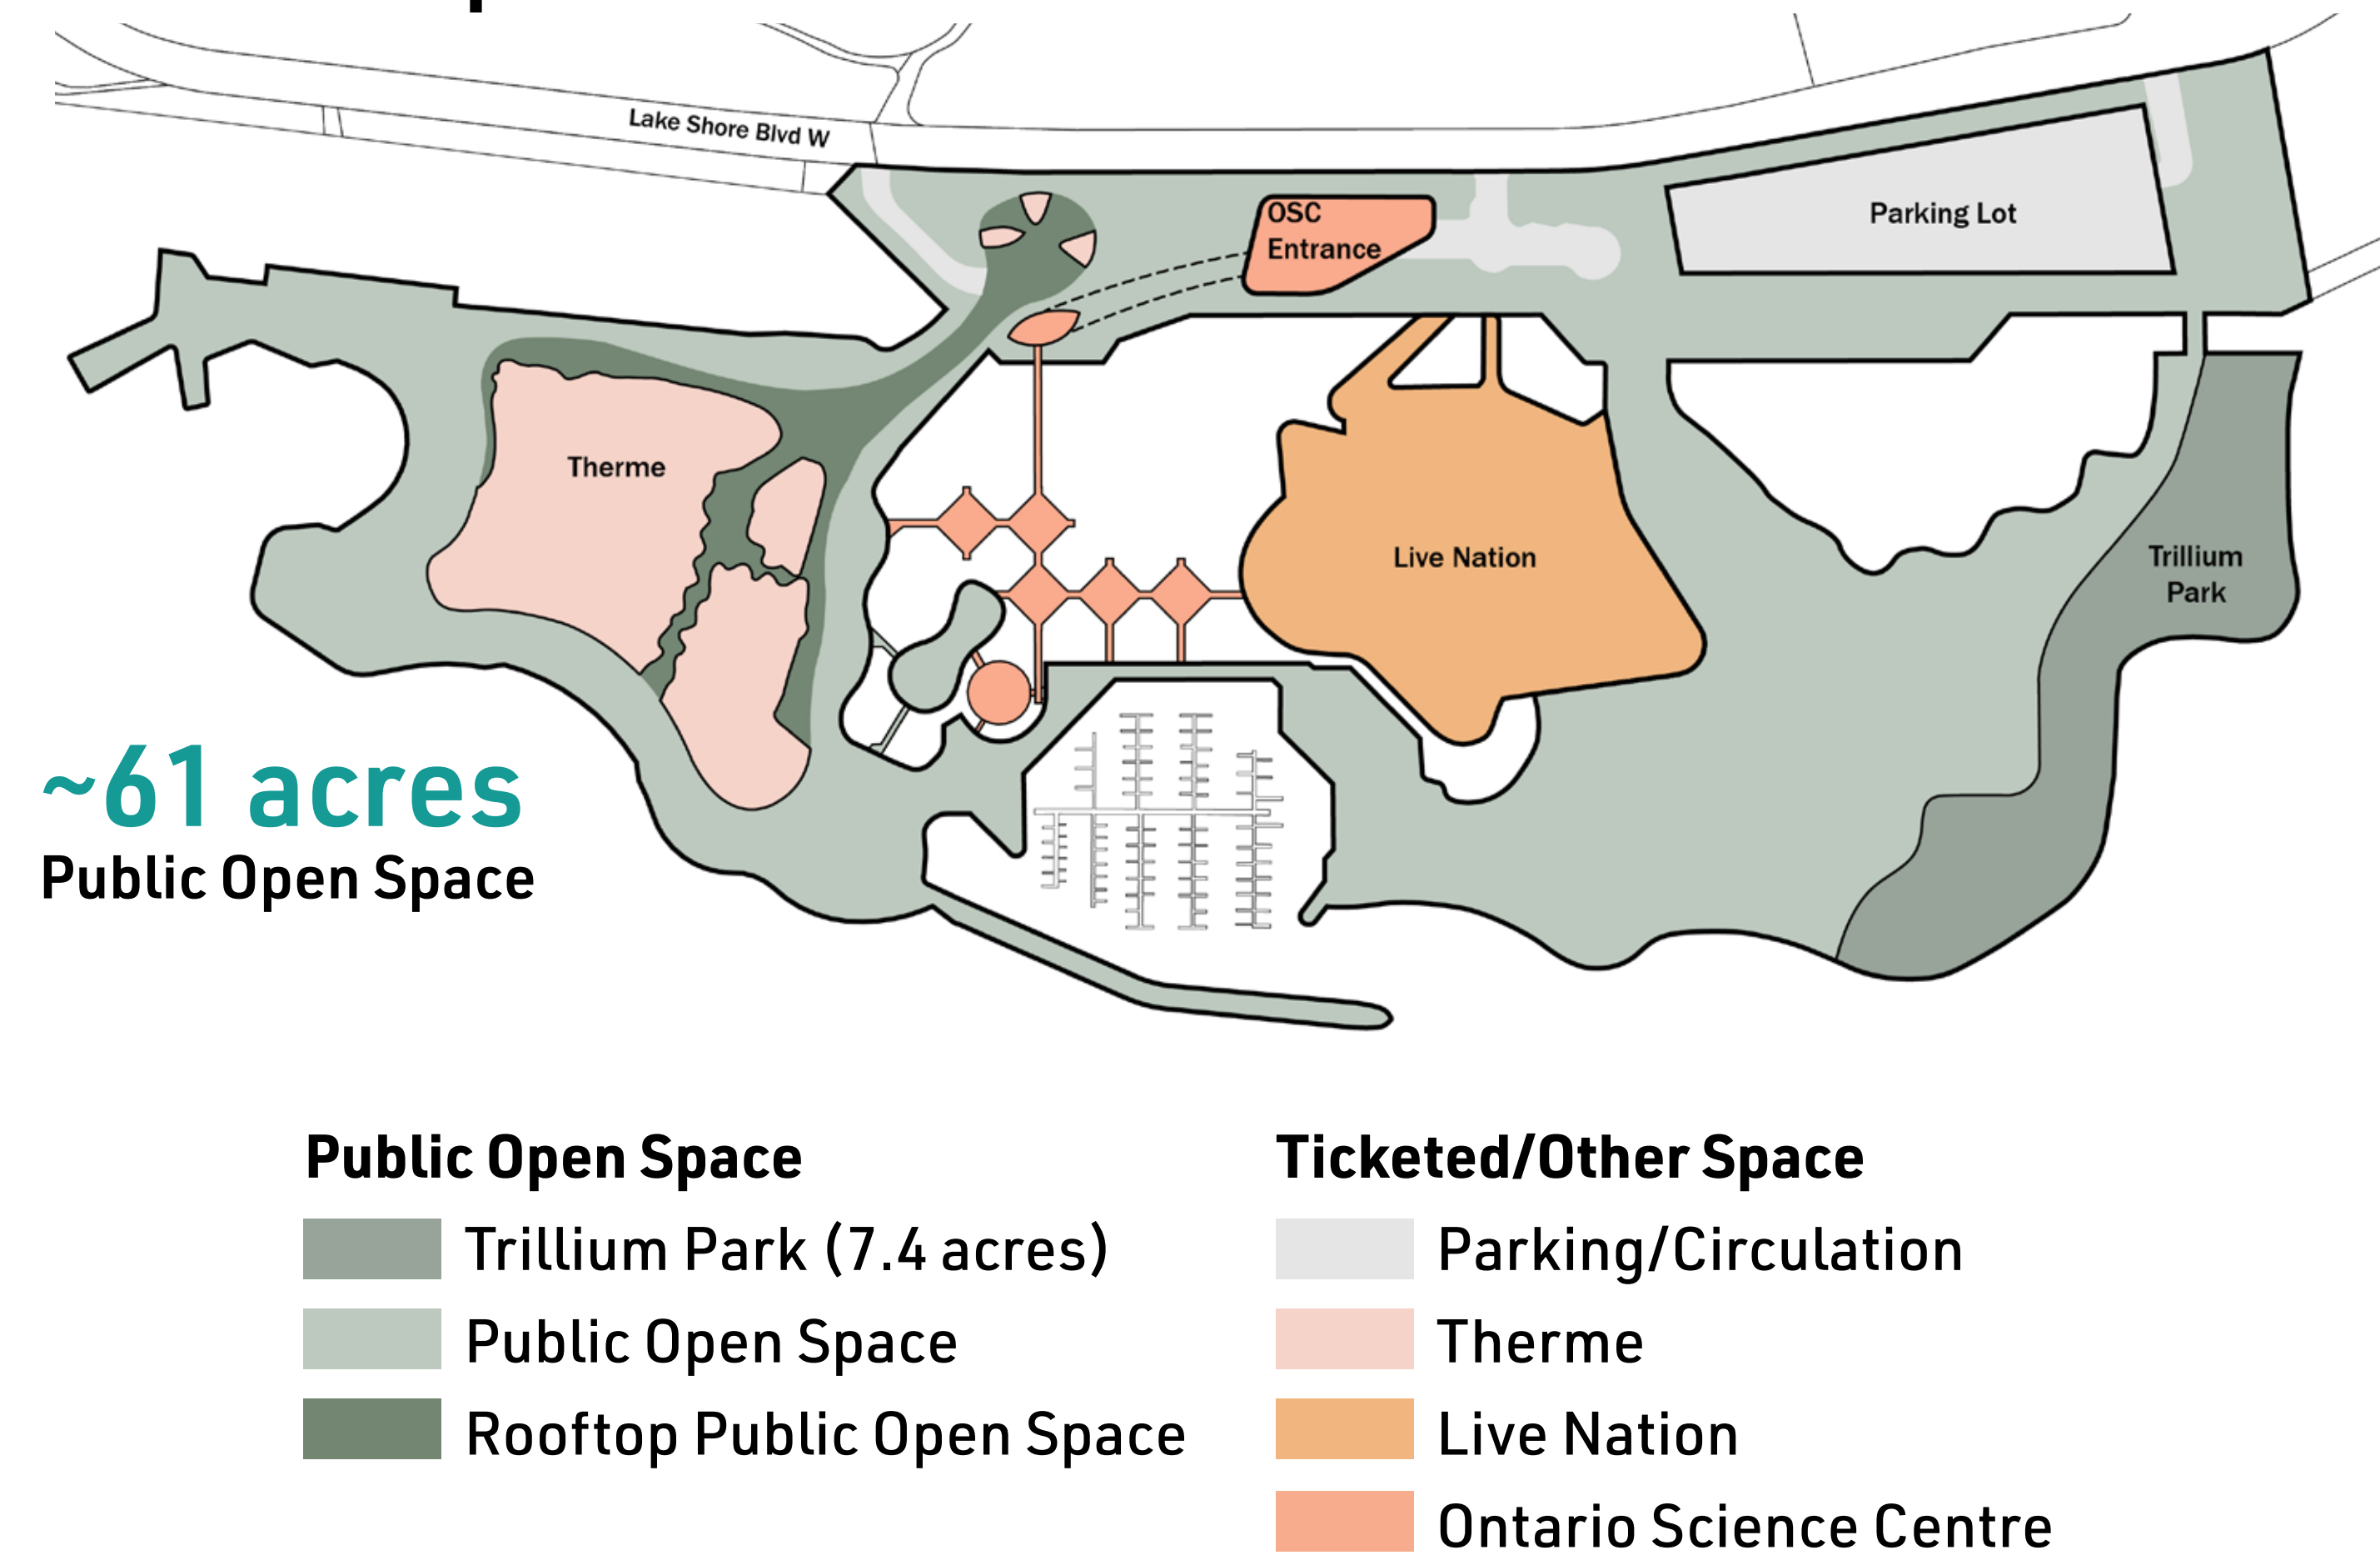 Lake Shore Blvd W
OSC
Entrance
Parking Lot
Therme
Live Nation
Trillium
Park
~61 acres
Public Open Space
Public Open Space
Trillium Park (7.4 acres)
Public Open Space
Rooftop Public Open Space
Ticketed/Other Space
Parking/Circulation
Therme
Live Nation
Ontario Science Centre